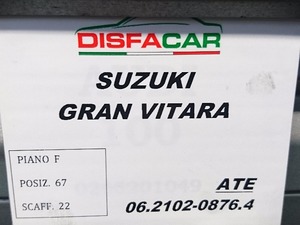 DISFACAR
SUZUKI
GRAN VITARA
PIANO F
POSIZ. 67
SCAFF. 22
ATE
06.2102-0876.4